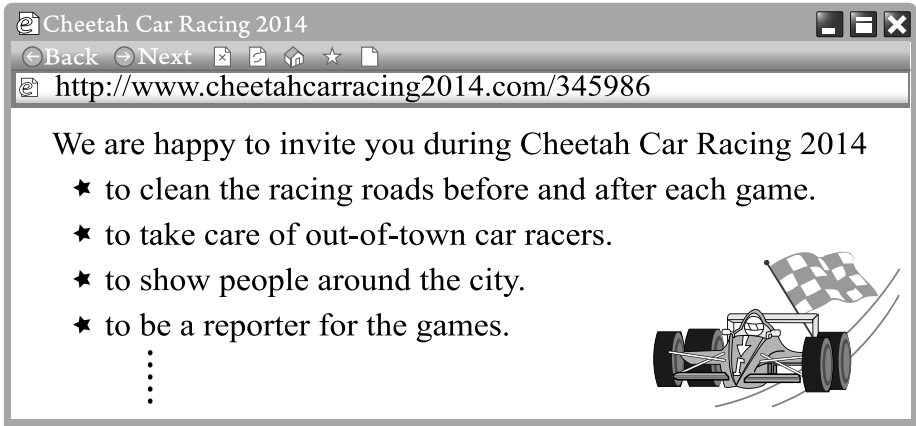 Cheetah Car Racing 2014
Back Next
http://www.cheetahcarracing2014.com/345986
We are happy to invite you during Cheetah Car Racing 2014
★ to clean the racing roads before and after each game.
★ to take care of out-of-town car racers.
★ to show people around the city.
★ to be a reporter for the games.